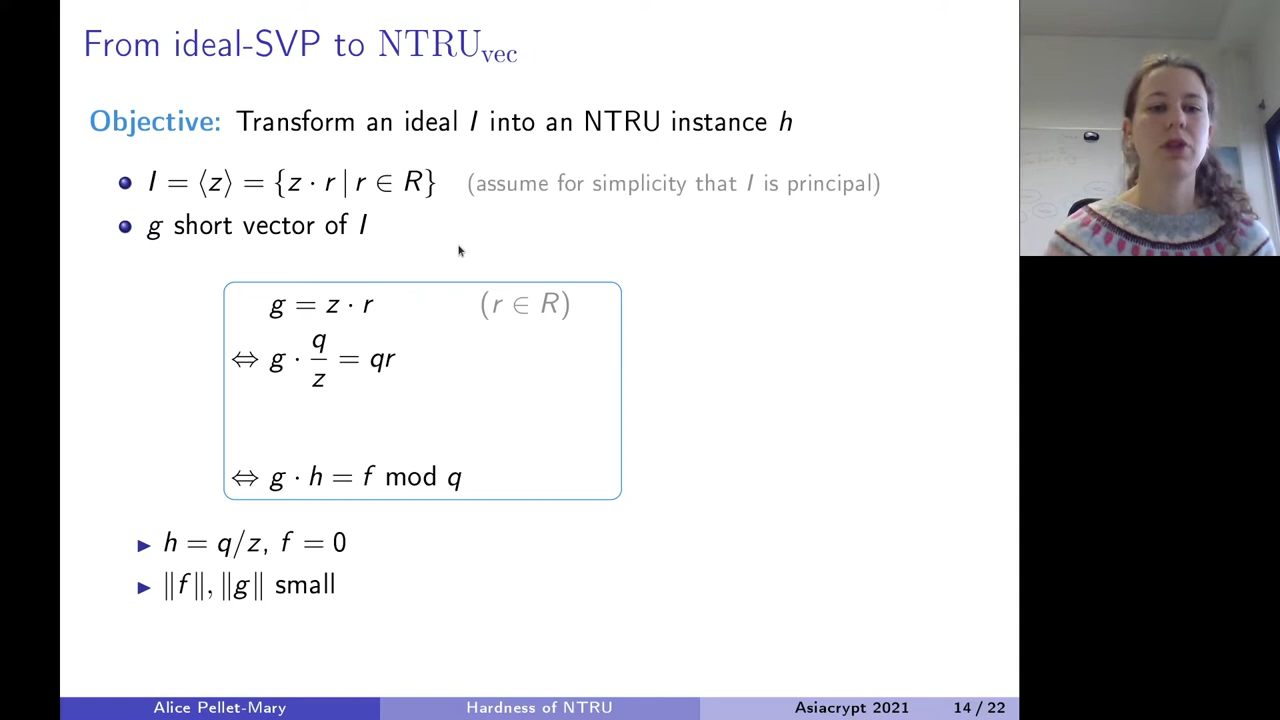 From ideal-SVP to NTRUvec
Objective: Transform an ideal I into an NTRU instance h
• I = ⟨z⟩ = {z · r | r ∈ R} (assume for simplicity that I is principal)
• g short vector of I
g = z · r (r ∈ R)
⇔ g · q/z = qr
⇔ g · h = f mod q
▶ h = q/z, f = 0
▶ ‖f‖, ‖g‖ small
Alice Pellet-Mary Hardness of NTRU Asiacrypt 2021 14 / 22